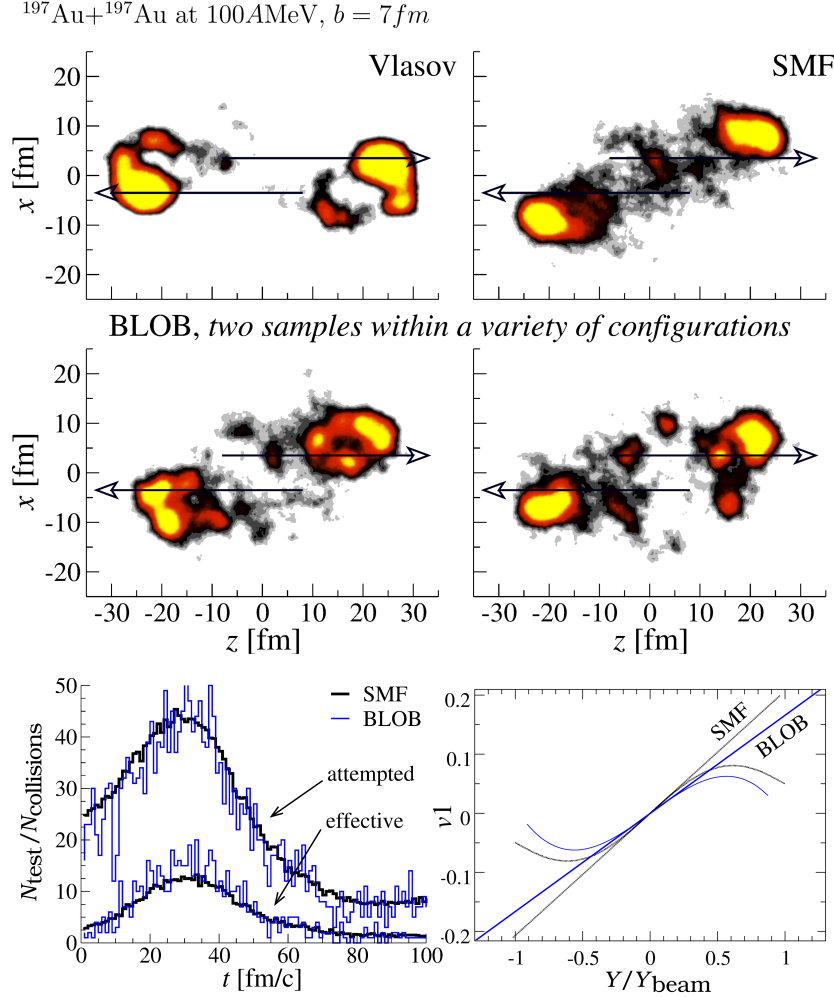 ¹⁹⁷Au+¹⁹⁷Au at 100AMeV, b = 7fm
Vlasov
SMF
20
10
0
-10
-20
x [fm]
BLOB, two samples within a variety of configurations
20
10
0
-10
-20
x [fm]
-30 -20 -10 0 10 20 30
z [fm]
-30 -20 -10 0 10 20 30
z [fm]
50
40
30
20
10
0
Ntest/Ncollisions
SMF
BLOB
attempted
effective
0 20 40 60 80 100
t [fm/c]
0.2
0.1
0
-0.1
-0.2
v1
SMF
BLOB
-1 -0.5 0 0.5 1
Y/Ybeam